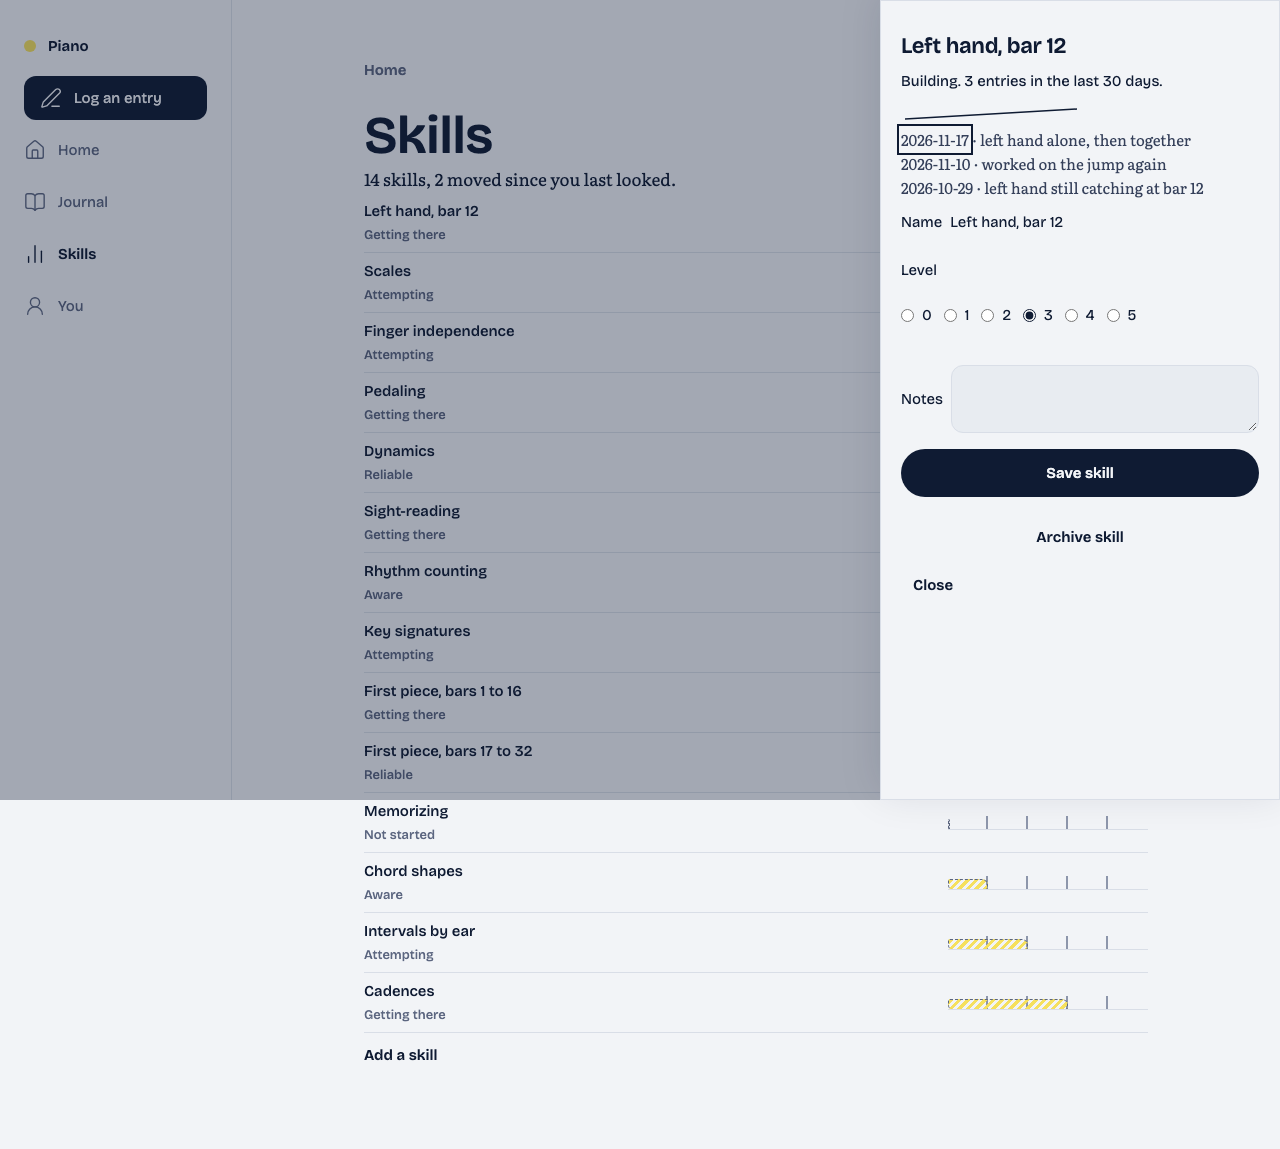 Piano
Log an entry
Home
Journal
Skills
You
Home
Skills
14 skills, 2 moved since you last looked.
Left hand, bar 12
Getting there
Scales
Attempting
Finger independence
Attempting
Pedaling
Getting there
Dynamics
Reliable
Sight-reading
Getting there
Rhythm counting
Aware
Key signatures
Attempting
First piece, bars 1 to 16
Getting there
First piece, bars 17 to 32
Reliable
Memorizing
Not started
Chord shapes
Aware
Intervals by ear
Attempting
Cadences
Getting there
Add a skill
Left hand, bar 12
Building. 3 entries in the last 30 days.
2026-11-17 · left hand alone, then together
2026-11-10 · worked on the jump again
2026-10-29 · left hand still catching at bar 12
Name Left hand, bar 12
Level
0 1 2 3 4 5
Notes
Save skill
Archive skill
Close